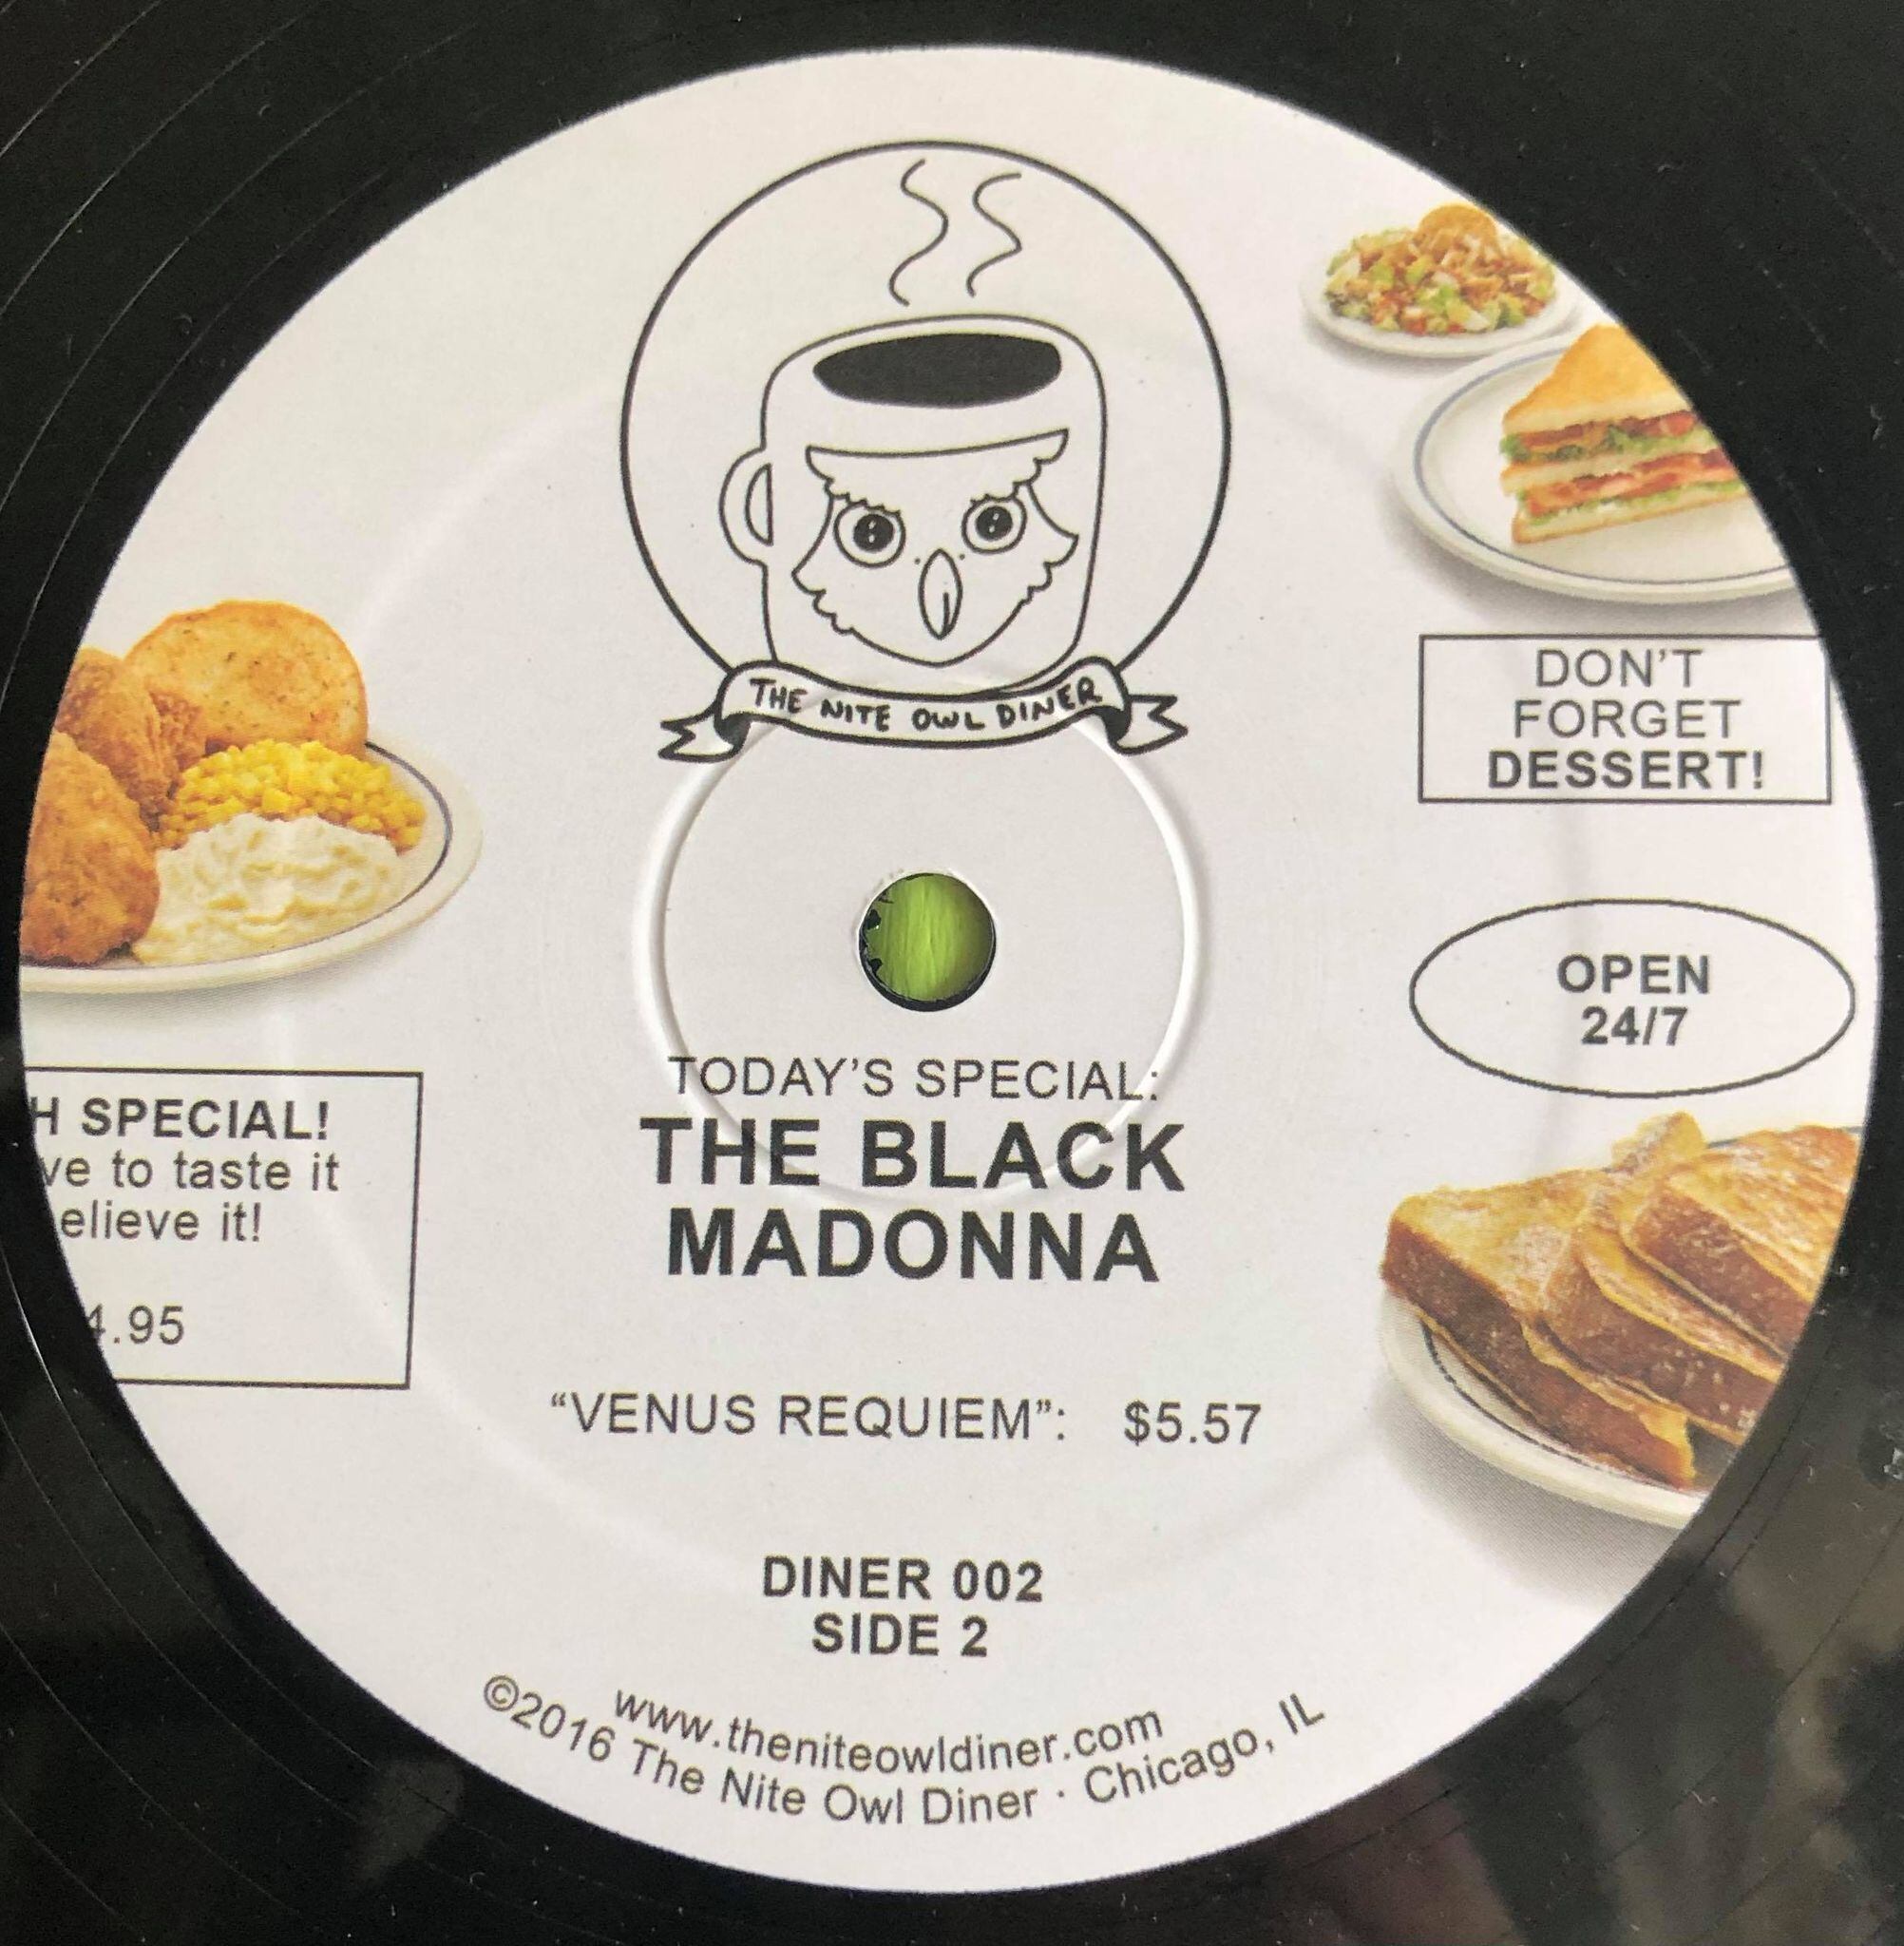 THE NITE OWL DINER
DON'T
FORGET
DESSERT!
OPEN
24/7
H SPECIAL!
ve to taste it
elieve it!
4.95
TODAY'S SPECIAL:
THE BLACK
MADONNA
“VENUS REQUIEM”: $5.57
DINER 002
SIDE 2
www.theniteowldiner.com
©2016 The Nite Owl Diner · Chicago, IL